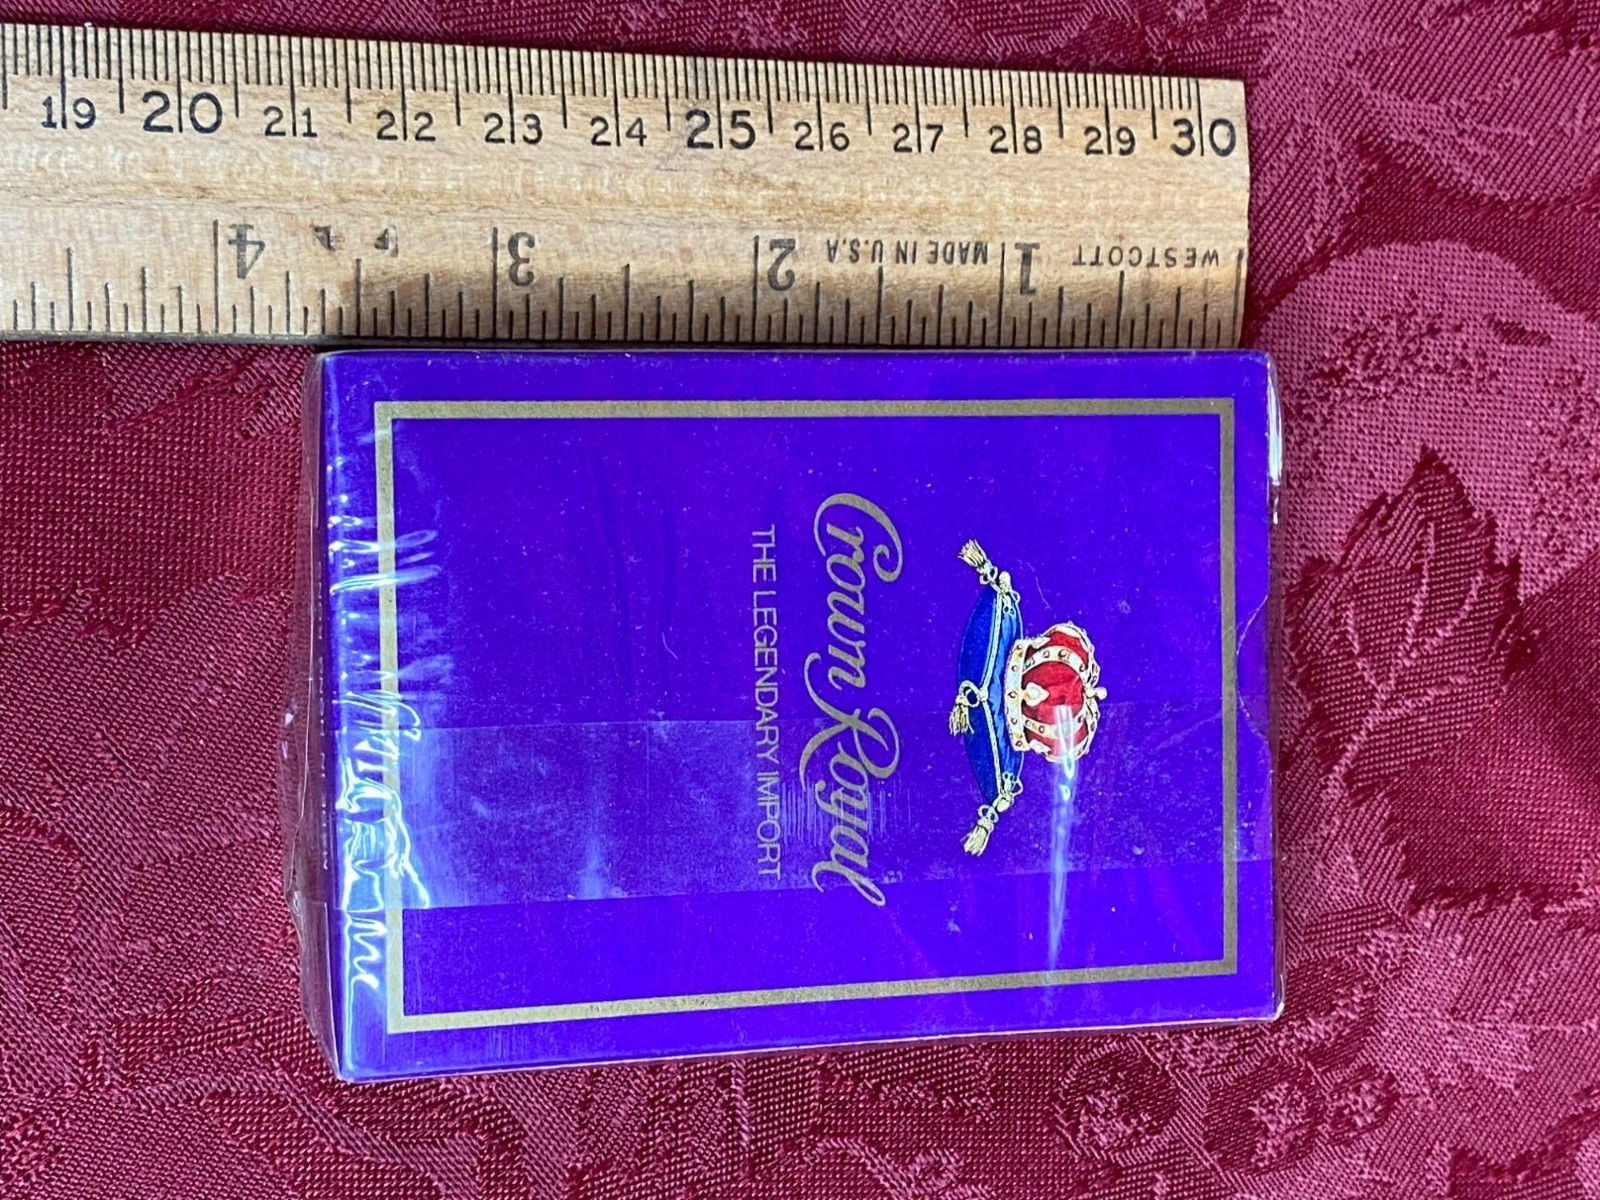 19 20 21 22 23 24 25 26 27 28 29 30
4 3 2 MADE IN U.S.A 1 WESTCOTT
Crown Royal
THE LEGENDARY IMPORT